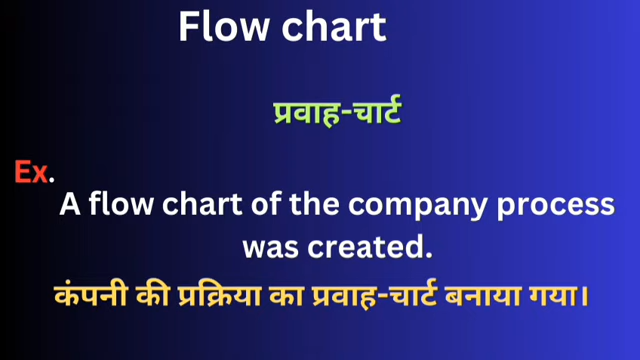 Flow chart
प्रवाह-चार्ट
Ex.
A flow chart of the company process
was created.
कंपनी की प्रक्रिया का प्रवाह-चार्ट बनाया गया।